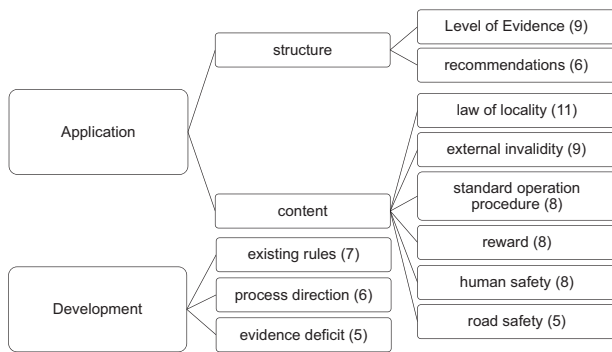 Application
structure
Level of Evidence (9)
recommendations (6)
content
law of locality (11)
external invalidity (9)
standard operation
procedure (8)
reward (8)
human safety (8)
road safety (5)
Development
existing rules (7)
process direction (6)
evidence deficit (5)